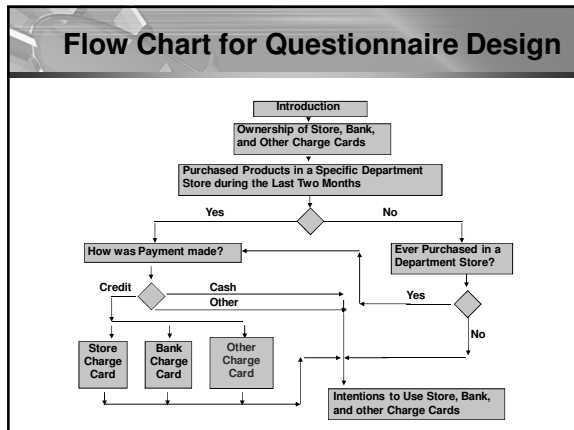 Flow Chart for Questionnaire Design
Introduction
Ownership of Store, Bank,
and Other Charge Cards
Purchased Products in a Specific Department
Store during the Last Two Months
Yes
No
How was Payment made?
Ever Purchased in a
Department Store?
Credit
Cash
Other
Yes
No
Store
Charge
Card
Bank
Charge
Card
Other
Charge
Card
Intentions to Use Store, Bank,
and other Charge Cards